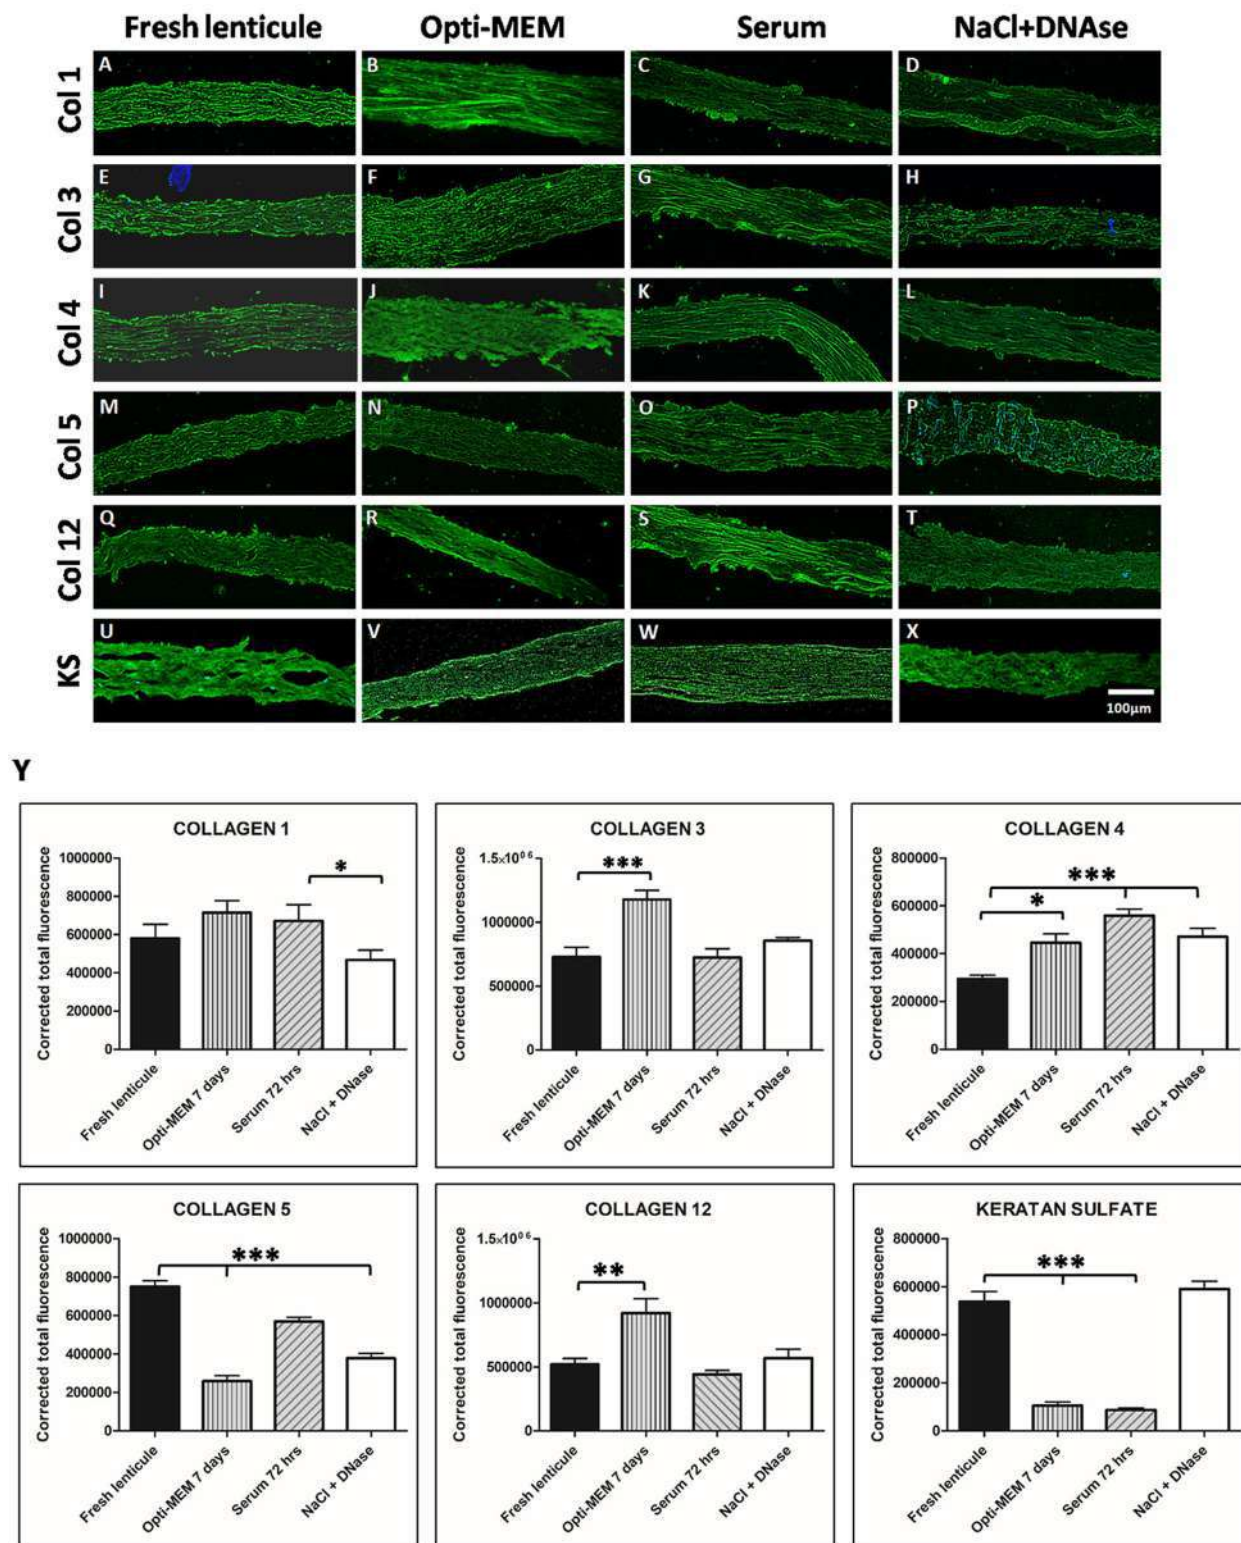 Fresh lenticule Opti-MEM Serum NaCl+DNAse
Col 1 A B C D
Col 3 E F G H
Col 4 I J K L
Col 5 M N O P
Col 12 Q R S T
KS U V W X
100µm
Y
COLLAGEN 1
Corrected total fluorescence
1000000
800000
600000
400000
200000
0
*
Fresh lenticule
Opti-MEM 7 days
Serum 72 hrs
NaCl + DNase
COLLAGEN 3
Corrected total fluorescence
1.5×10⁰⁶
1000000
500000
0
***
Fresh lenticule
Opti-MEM 7 days
Serum 72 hrs
NaCl + DNase
COLLAGEN 4
Corrected total fluorescence
800000
600000
400000
200000
0
***
*
Fresh lenticule
Opti-MEM 7 days
Serum 72 hrs
NaCl + DNase
COLLAGEN 5
Corrected total fluorescence
1000000
800000
600000
400000
200000
0
***
Fresh lenticule
Opti-MEM 7 days
Serum 72 hrs
NaCl + DNase
COLLAGEN 12
Corrected total fluorescence
1.5×10⁰⁶
1000000
500000
0
**
Fresh lenticule
Opti-MEM 7 days
Serum 72 hrs
NaCl + DNase
KERATAN SULFATE
Corrected total fluorescence
800000
600000
400000
200000
0
***
Fresh lenticule
Opti-MEM 7 days
Serum 72 hrs
NaCl + DNase